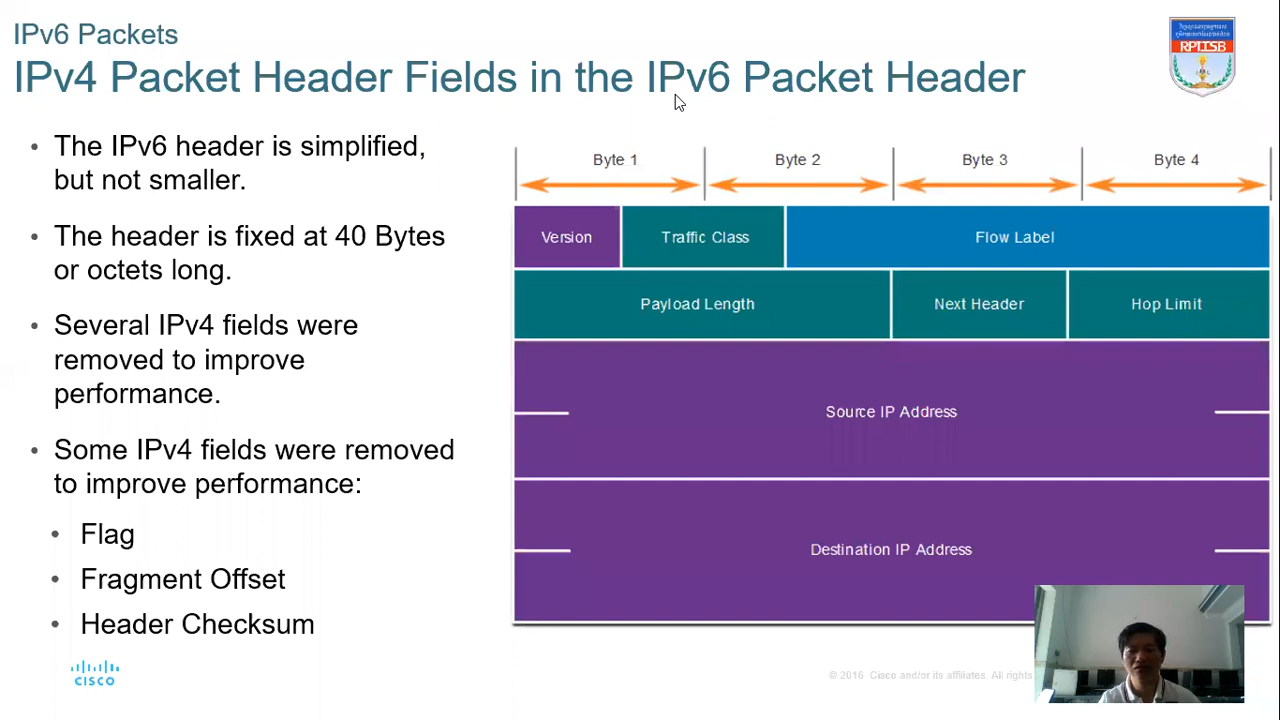 IPv6 Packets
IPv4 Packet Header Fields in the IPv6 Packet Header
RPITSB
• The IPv6 header is simplified,
but not smaller.
• The header is fixed at 40 Bytes
or octets long.
• Several IPv4 fields were
removed to improve
performance.
• Some IPv4 fields were removed
to improve performance:
• Flag
• Fragment Offset
• Header Checksum
Byte 1 Byte 2 Byte 3 Byte 4
Version Traffic Class Flow Label
Payload Length Next Header Hop Limit
Source IP Address
Destination IP Address
CISCO
© 2016 Cisco and/or its affiliates. All rights